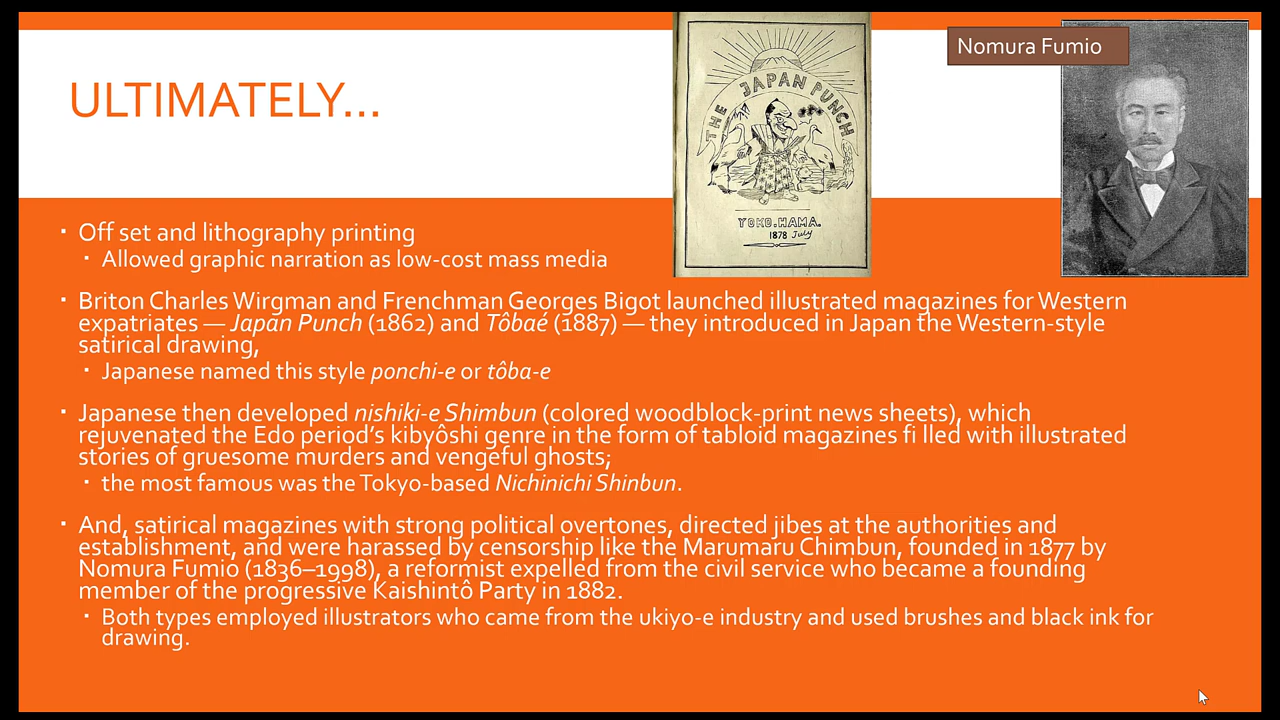 ULTIMATELY...
THE JAPAN PUNCH
YOKO.HAMA.
1878 July
Nomura Fumio
▪ Off set and lithography printing
▪ Allowed graphic narration as low-cost mass media
▪ Briton Charles Wirgman and Frenchman Georges Bigot launched illustrated magazines for Western
expatriates — Japan Punch (1862) and Tôbaé (1887) — they introduced in Japan the Western-style
satirical drawing,
▪ Japanese named this style ponchi-e or tôba-e
▪ Japanese then developed nishiki-e Shimbun (colored woodblock-print news sheets), which
rejuvenated the Edo period’s kibyôshi genre in the form of tabloid magazines fi lled with illustrated
stories of gruesome murders and vengeful ghosts;
▪ the most famous was the Tokyo-based Nichinichi Shinbun.
▪ And, satirical magazines with strong political overtones, directed jibes at the authorities and
establishment, and were harassed by censorship like the Marumaru Chimbun, founded in 1877 by
Nomura Fumio (1836–1998), a reformist expelled from the civil service who became a founding
member of the progressive Kaishintô Party in 1882.
▪ Both types employed illustrators who came from the ukiyo-e industry and used brushes and black ink for
drawing.